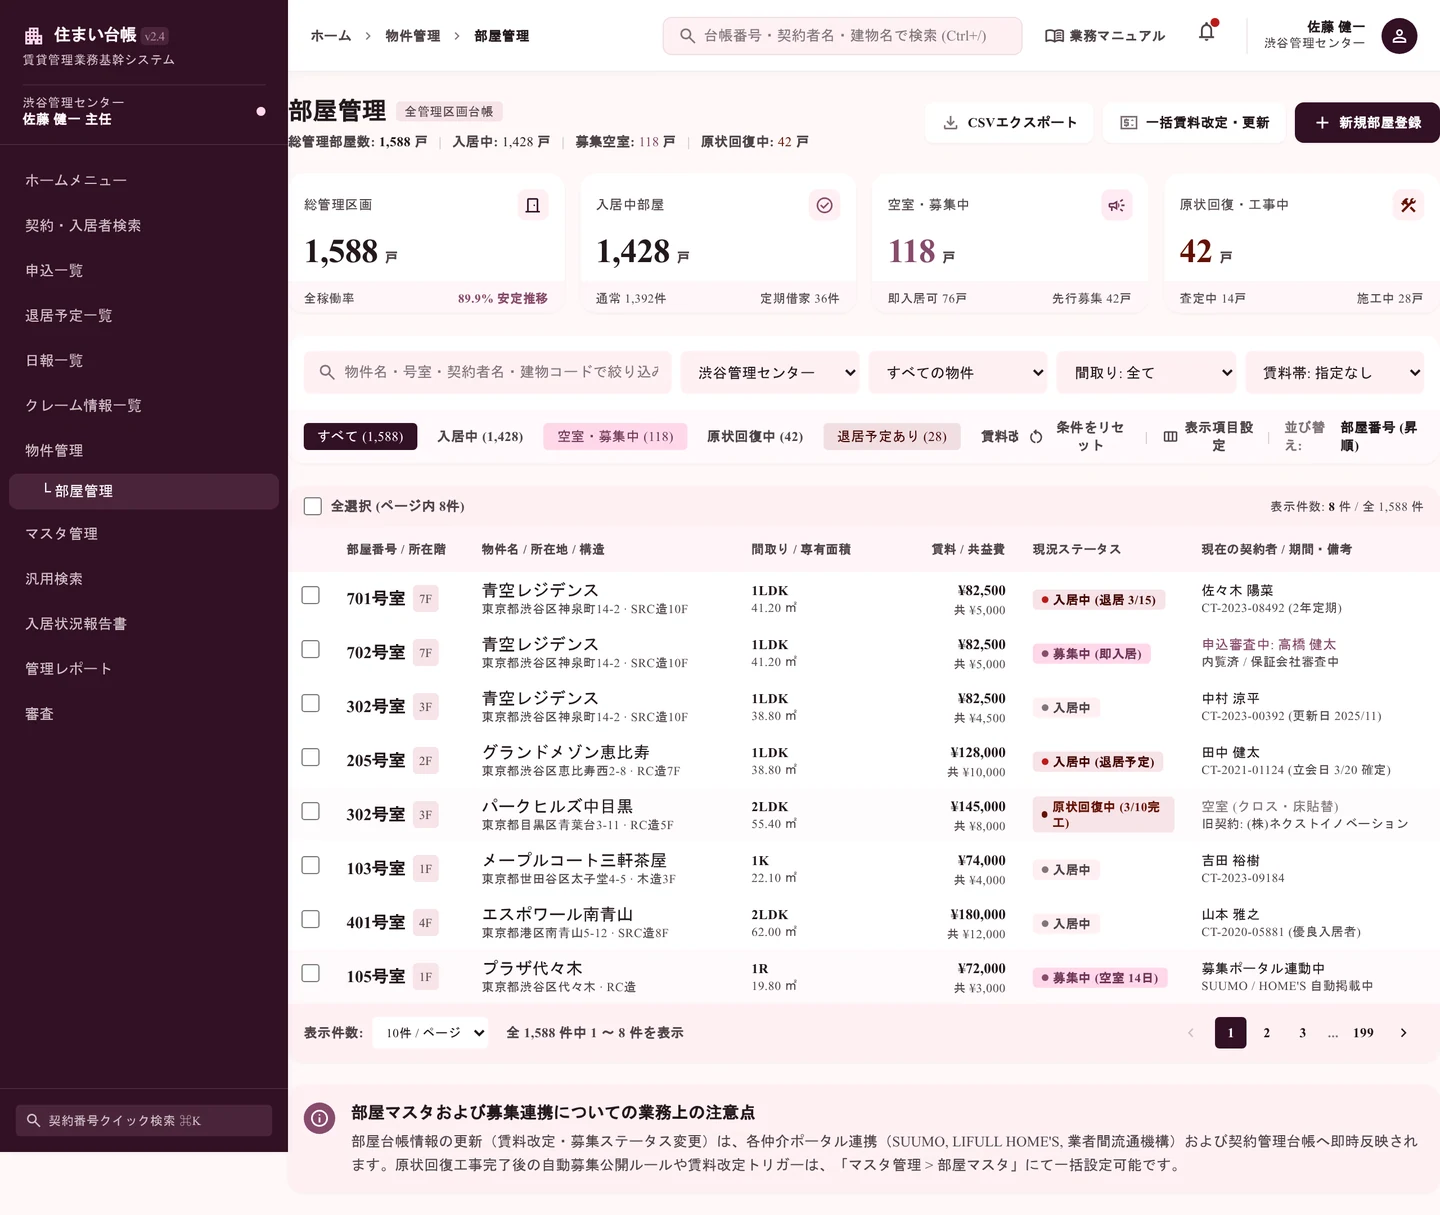 住まい台帳 v2.4
賃貸管理業務基幹システム
渋谷管理センター
佐藤 健一 主任
ホームメニュー
契約・入居者検索
申込一覧
退居予定一覧
日報一覧
クレーム情報一覧
物件管理
└ 部屋管理
マスタ管理
汎用検索
入居状況報告書
管理レポート
審査
契約番号クイック検索 ⌘K
ホーム > 物件管理 > 部屋管理
台帳番号・契約者名・建物名で検索 (Ctrl+/)
業務マニュアル
佐藤 健一
渋谷管理センター
部屋管理 全管理区画台帳
総管理部屋数: 1,588 戸 | 入居中: 1,428 戸 | 募集空室: 118 戸 | 原状回復中: 42 戸
CSVエクスポート
一括賃料改定・更新
新規部屋登録
総管理区画
1,588 戸
全稼働率 89.9% 安定推移
入居中部屋
1,428 戸
通常 1,392件 定期借家 36件
空室・募集中
118 戸
即入居可 76戸 先行募集 42戸
原状回復・工事中
42 戸
査定中 14戸 施工中 28戸
物件名・号室・契約者名・建物コードで絞り込み
渋谷管理センター
すべての物件
間取り: 全て
賃料帯: 指定なし
すべて (1,588)
入居中 (1,428)
空室・募集中 (118)
原状回復中 (42)
退居予定あり (28)
賃料改
条件をリセ
ット
表示項目設
定
並び替
え:
部屋番号 (昇
順)
全選択 (ページ内 8件)
表示件数: 8 件 / 全 1,588 件
部屋番号 / 所在階 物件名 / 所在地 / 構造 間取り / 専有面積 賃料 / 共益費 現況ステータス 現在の契約者 / 期間・備考
701号室 7F
青空レジデンス
東京都渋谷区神泉町14-2 · SRC造10F
1LDK
41.20 ㎡
¥82,500
共 ¥5,000
入居中 (退居 3/15)
佐々木 陽菜
CT-2023-08492 (2年定期)
702号室 7F
青空レジデンス
東京都渋谷区神泉町14-2 · SRC造10F
1LDK
41.20 ㎡
¥82,500
共 ¥5,000
募集中 (即入居)
申込審査中: 高橋 健太
内覧済 / 保証会社審査中
302号室 3F
青空レジデンス
東京都渋谷区神泉町14-2 · SRC造10F
1LDK
38.80 ㎡
¥82,500
共 ¥4,500
入居中
中村 涼平
CT-2023-00392 (更新日 2025/11)
205号室 2F
グランドメゾン恵比寿
東京都渋谷区恵比寿西2-8 · RC造7F
1LDK
38.80 ㎡
¥128,000
共 ¥10,000
入居中 (退居予定)
田中 健太
CT-2021-01124 (立会日 3/20 確定)
302号室 3F
パークヒルズ中目黒
東京都目黒区青葉台3-11 · RC造5F
2LDK
55.40 ㎡
¥145,000
共 ¥8,000
原状回復中 (3/10完
工)
空室 (クロス・床貼替)
旧契約: (株)ネクストイノベーション
103号室 1F
メープルコート三軒茶屋
東京都世田谷区太子堂4-5 · 木造3F
1K
22.10 ㎡
¥74,000
共 ¥4,000
入居中
吉田 裕樹
CT-2023-09184
401号室 4F
エスポワール南青山
東京都港区南青山5-12 · SRC造8F
2LDK
62.00 ㎡
¥180,000
共 ¥12,000
入居中
山本 雅之
CT-2020-05881 (優良入居者)
105号室 1F
プラザ代々木
東京都渋谷区代々木 · RC造
1R
19.80 ㎡
¥72,000
共 ¥3,000
募集中 (空室 14日)
募集ポータル連動中
SUUMO / HOME'S 自動掲載中
表示件数: 10件 / ページ 全 1,588 件中 1 〜 8 件を表示
‹ 1 2 3 ... 199 ›
部屋マスタおよび募集連携についての業務上の注意点
部屋台帳情報の更新（賃料改定・募集ステータス変更）は、各仲介ポータル連携（SUUMO, LIFULL HOME'S, 業者間流通機構）および契約管理台帳へ即時反映され
ます。原状回復工事完了後の自動募集公開ルールや賃料改定トリガーは、「マスタ管理 > 部屋マスタ」にて一括設定可能です。